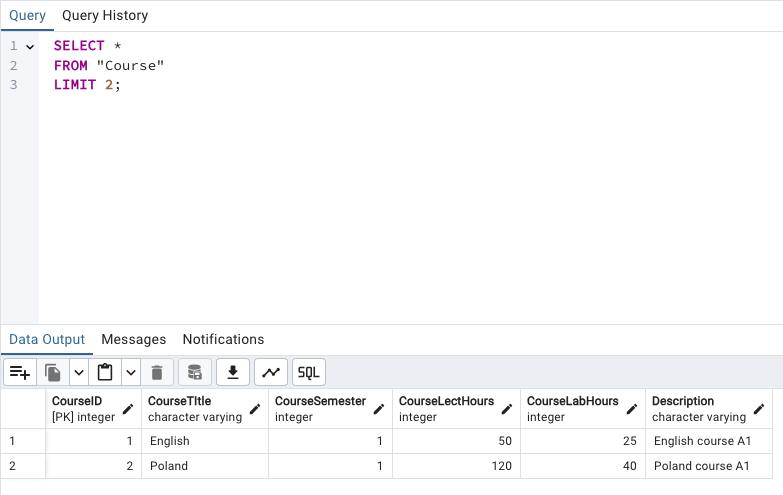 Query Query History
1 SELECT *
2 FROM "Course"
3 LIMIT 2;
Data Output Messages Notifications
SQL
CourseID CourseTItle CourseSemester CourseLectHours CourseLabHours Description
[PK] integer character varying integer integer integer character varying
1 1 English 1 50 25 English course A1
2 2 Poland 1 120 40 Poland course A1